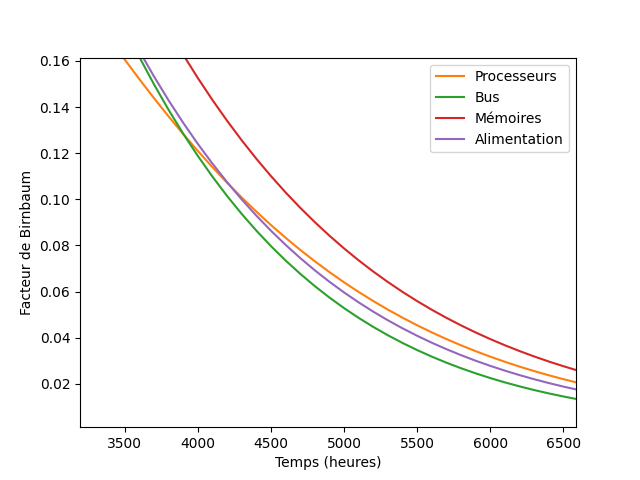 0.16
0.14
0.12
0.10
0.08
0.06
0.04
0.02
Facteur de Birnbaum
Processeurs
Bus
Mémoires
Alimentation
3500 4000 4500 5000 5500 6000 6500
Temps (heures)